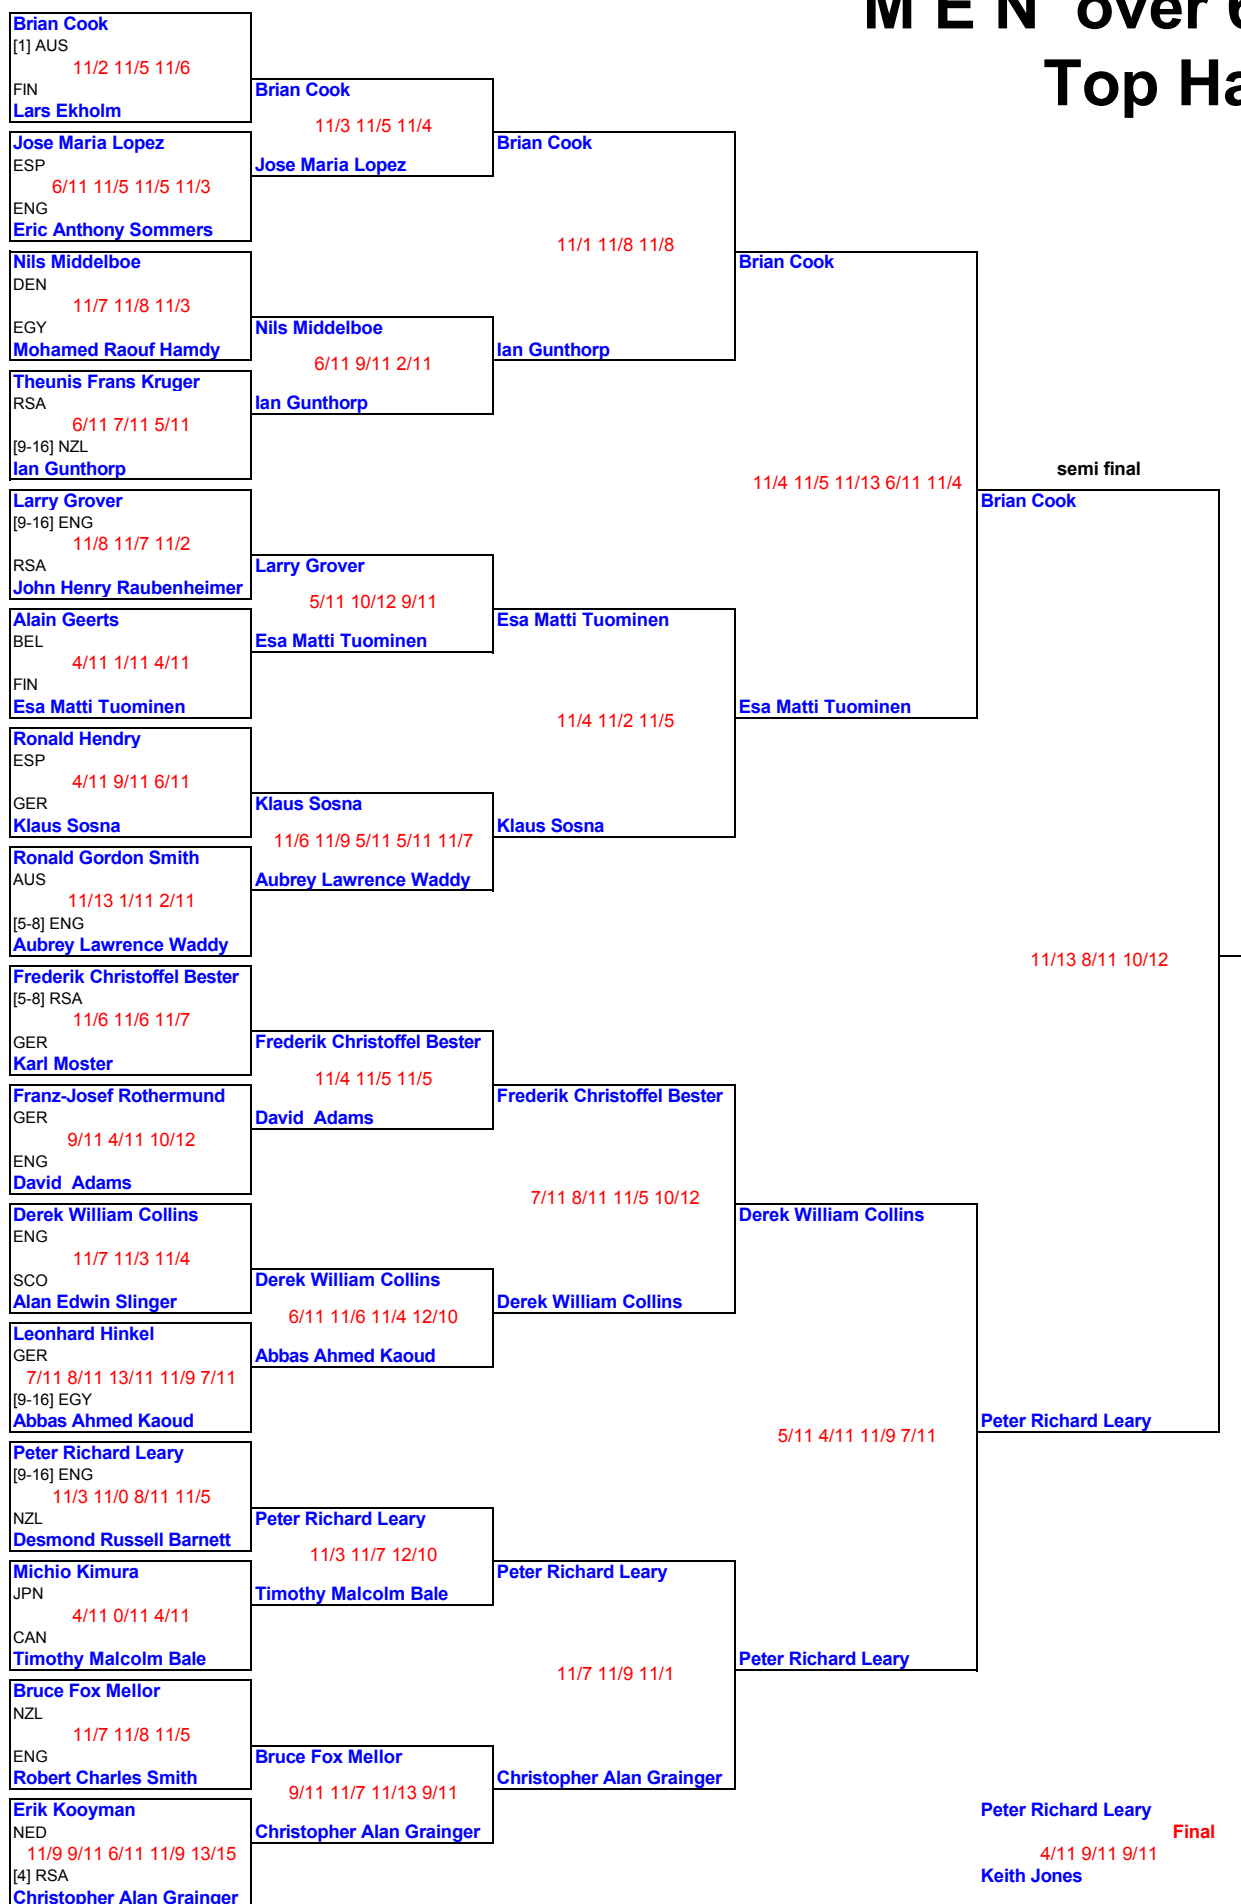 M E N over 6
Top Ha
Brian Cook
[1] AUS
11/2 11/5 11/6
FIN
Lars Ekholm
Jose Maria Lopez
ESP
6/11 11/5 11/5 11/3
ENG
Eric Anthony Sommers
Nils Middelboe
DEN
11/7 11/8 11/3
EGY
Mohamed Raouf Hamdy
Theunis Frans Kruger
RSA
6/11 7/11 5/11
[9-16] NZL
Ian Gunthorp
Larry Grover
[9-16] ENG
11/8 11/7 11/2
RSA
John Henry Raubenheimer
Alain Geerts
BEL
4/11 1/11 4/11
FIN
Esa Matti Tuominen
Ronald Hendry
ESP
4/11 9/11 6/11
GER
Klaus Sosna
Ronald Gordon Smith
AUS
11/13 1/11 2/11
[5-8] ENG
Aubrey Lawrence Waddy
Frederik Christoffel Bester
[5-8] RSA
11/6 11/6 11/7
GER
Karl Moster
Franz-Josef Rothermund
GER
9/11 4/11 10/12
ENG
David Adams
Derek William Collins
ENG
11/7 11/3 11/4
SCO
Alan Edwin Slinger
Leonhard Hinkel
GER
7/11 8/11 13/11 11/9 7/11
[9-16] EGY
Abbas Ahmed Kaoud
Peter Richard Leary
[9-16] ENG
11/3 11/0 8/11 11/5
NZL
Desmond Russell Barnett
Michio Kimura
JPN
4/11 0/11 4/11
CAN
Timothy Malcolm Bale
Bruce Fox Mellor
NZL
11/7 11/8 11/5
ENG
Robert Charles Smith
Erik Kooyman
NED
11/9 9/11 6/11 11/9 13/15
[4] RSA
Christopher Alan Grainger
Brian Cook
11/3 11/5 11/4
Jose Maria Lopez
Nils Middelboe
6/11 9/11 2/11
Ian Gunthorp
Larry Grover
5/11 10/12 9/11
Esa Matti Tuominen
Klaus Sosna
11/6 11/9 5/11 5/11 11/7
Aubrey Lawrence Waddy
Frederik Christoffel Bester
11/4 11/5 11/5
David Adams
Derek William Collins
6/11 11/6 11/4 12/10
Abbas Ahmed Kaoud
Peter Richard Leary
11/3 11/7 12/10
Timothy Malcolm Bale
Bruce Fox Mellor
9/11 11/7 11/13 9/11
Christopher Alan Grainger
Brian Cook
11/1 11/8 11/8
Ian Gunthorp
Esa Matti Tuominen
11/4 11/2 11/5
Klaus Sosna
Frederik Christoffel Bester
7/11 8/11 11/5 10/12
Derek William Collins
Peter Richard Leary
11/7 11/9 11/1
Christopher Alan Grainger
Brian Cook
11/4 11/5 11/13 6/11 11/4
Esa Matti Tuominen
Derek William Collins
5/11 4/11 11/9 7/11
Peter Richard Leary
semi final
Brian Cook
11/13 8/11 10/12
Peter Richard Leary
Peter Richard Leary
Final
4/11 9/11 9/11
Keith Jones